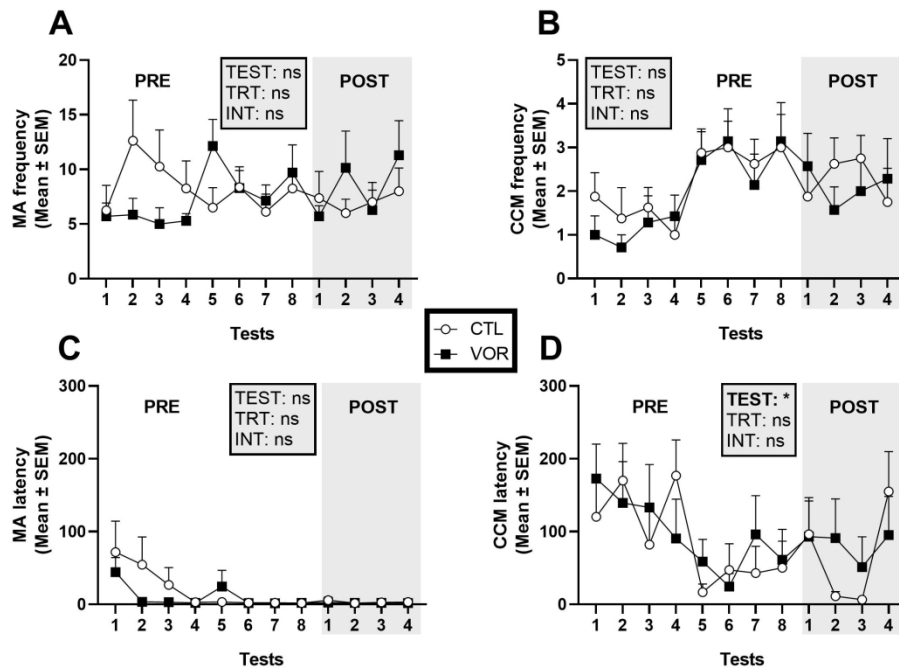 A
MA frequency
(Mean ± SEM)
20
15
10
5
0
PRE
TEST: ns
TRT: ns
INT: ns
POST
1 2 3 4 5 6 7 8 1 2 3 4
Tests
B
CCM frequency
(Mean ± SEM)
5
4
3
2
1
0
TEST: ns
TRT: ns
INT: ns
PRE
POST
1 2 3 4 5 6 7 8 1 2 3 4
Tests
CTL
VOR
C
MA latency
(Mean ± SEM)
300
200
100
0
PRE
TEST: ns
TRT: ns
INT: ns
POST
1 2 3 4 5 6 7 8 1 2 3 4
Tests
D
CCM latency
(Mean ± SEM)
300
200
100
0
PRE
TEST: *
TRT: ns
INT: ns
POST
1 2 3 4 5 6 7 8 1 2 3 4
Tests